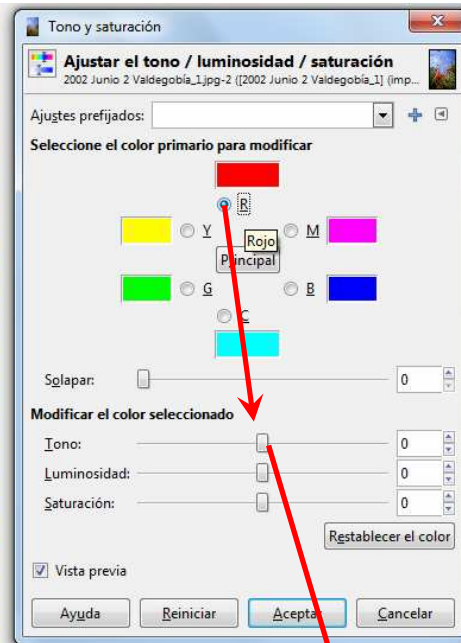 Tono y saturación
Ajustar el tono / luminosidad / saturación
2002 Junio 2 Valdegobía_1.jpg-2 ([2002 Junio 2 Valdegobía_1] (imp...
Ajustes prefijados:
Seleccione el color primario para modificar
R
Y M
Rojo
Principal
G B
C
Solapar: 0
Modificar el color seleccionado
Tono: 0
Luminosidad: 0
Saturación: 0
Restablecer el color
Vista previa
Ayuda Reiniciar Aceptar Cancelar